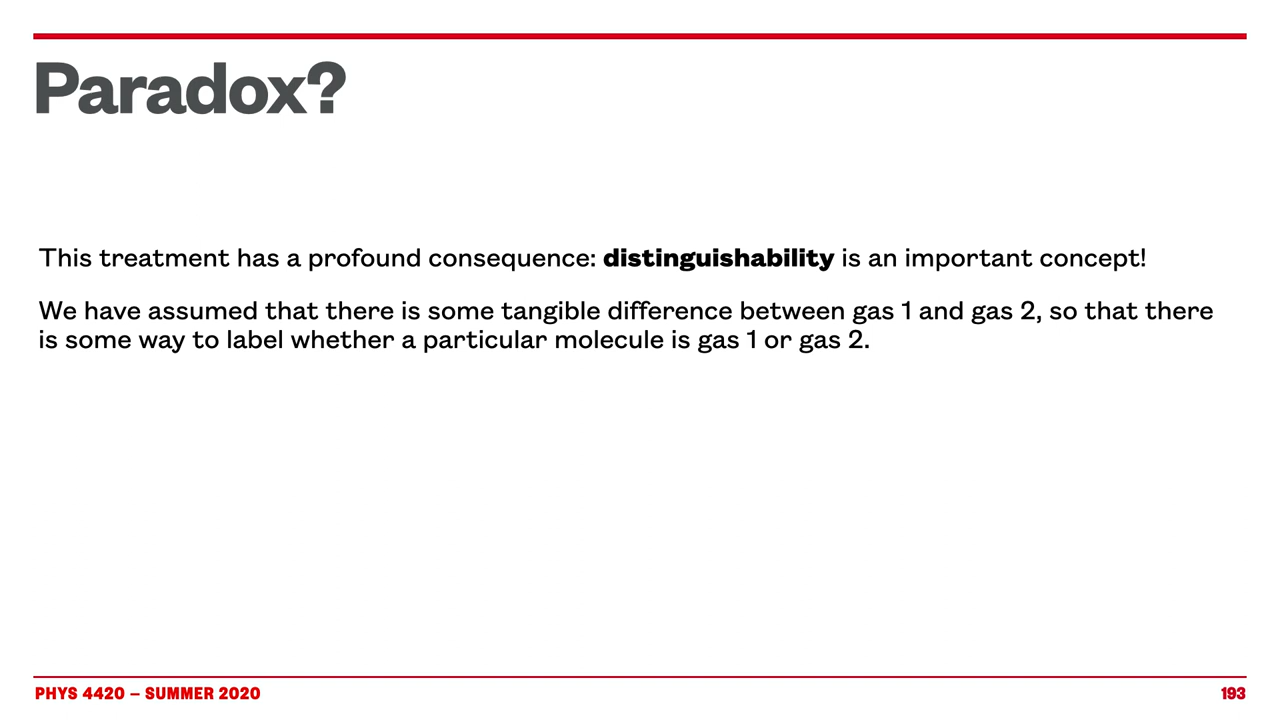 Paradox?
This treatment has a profound consequence: distinguishability is an important concept!
We have assumed that there is some tangible difference between gas 1 and gas 2, so that there
is some way to label whether a particular molecule is gas 1 or gas 2.
PHYS 4420 – SUMMER 2020
193